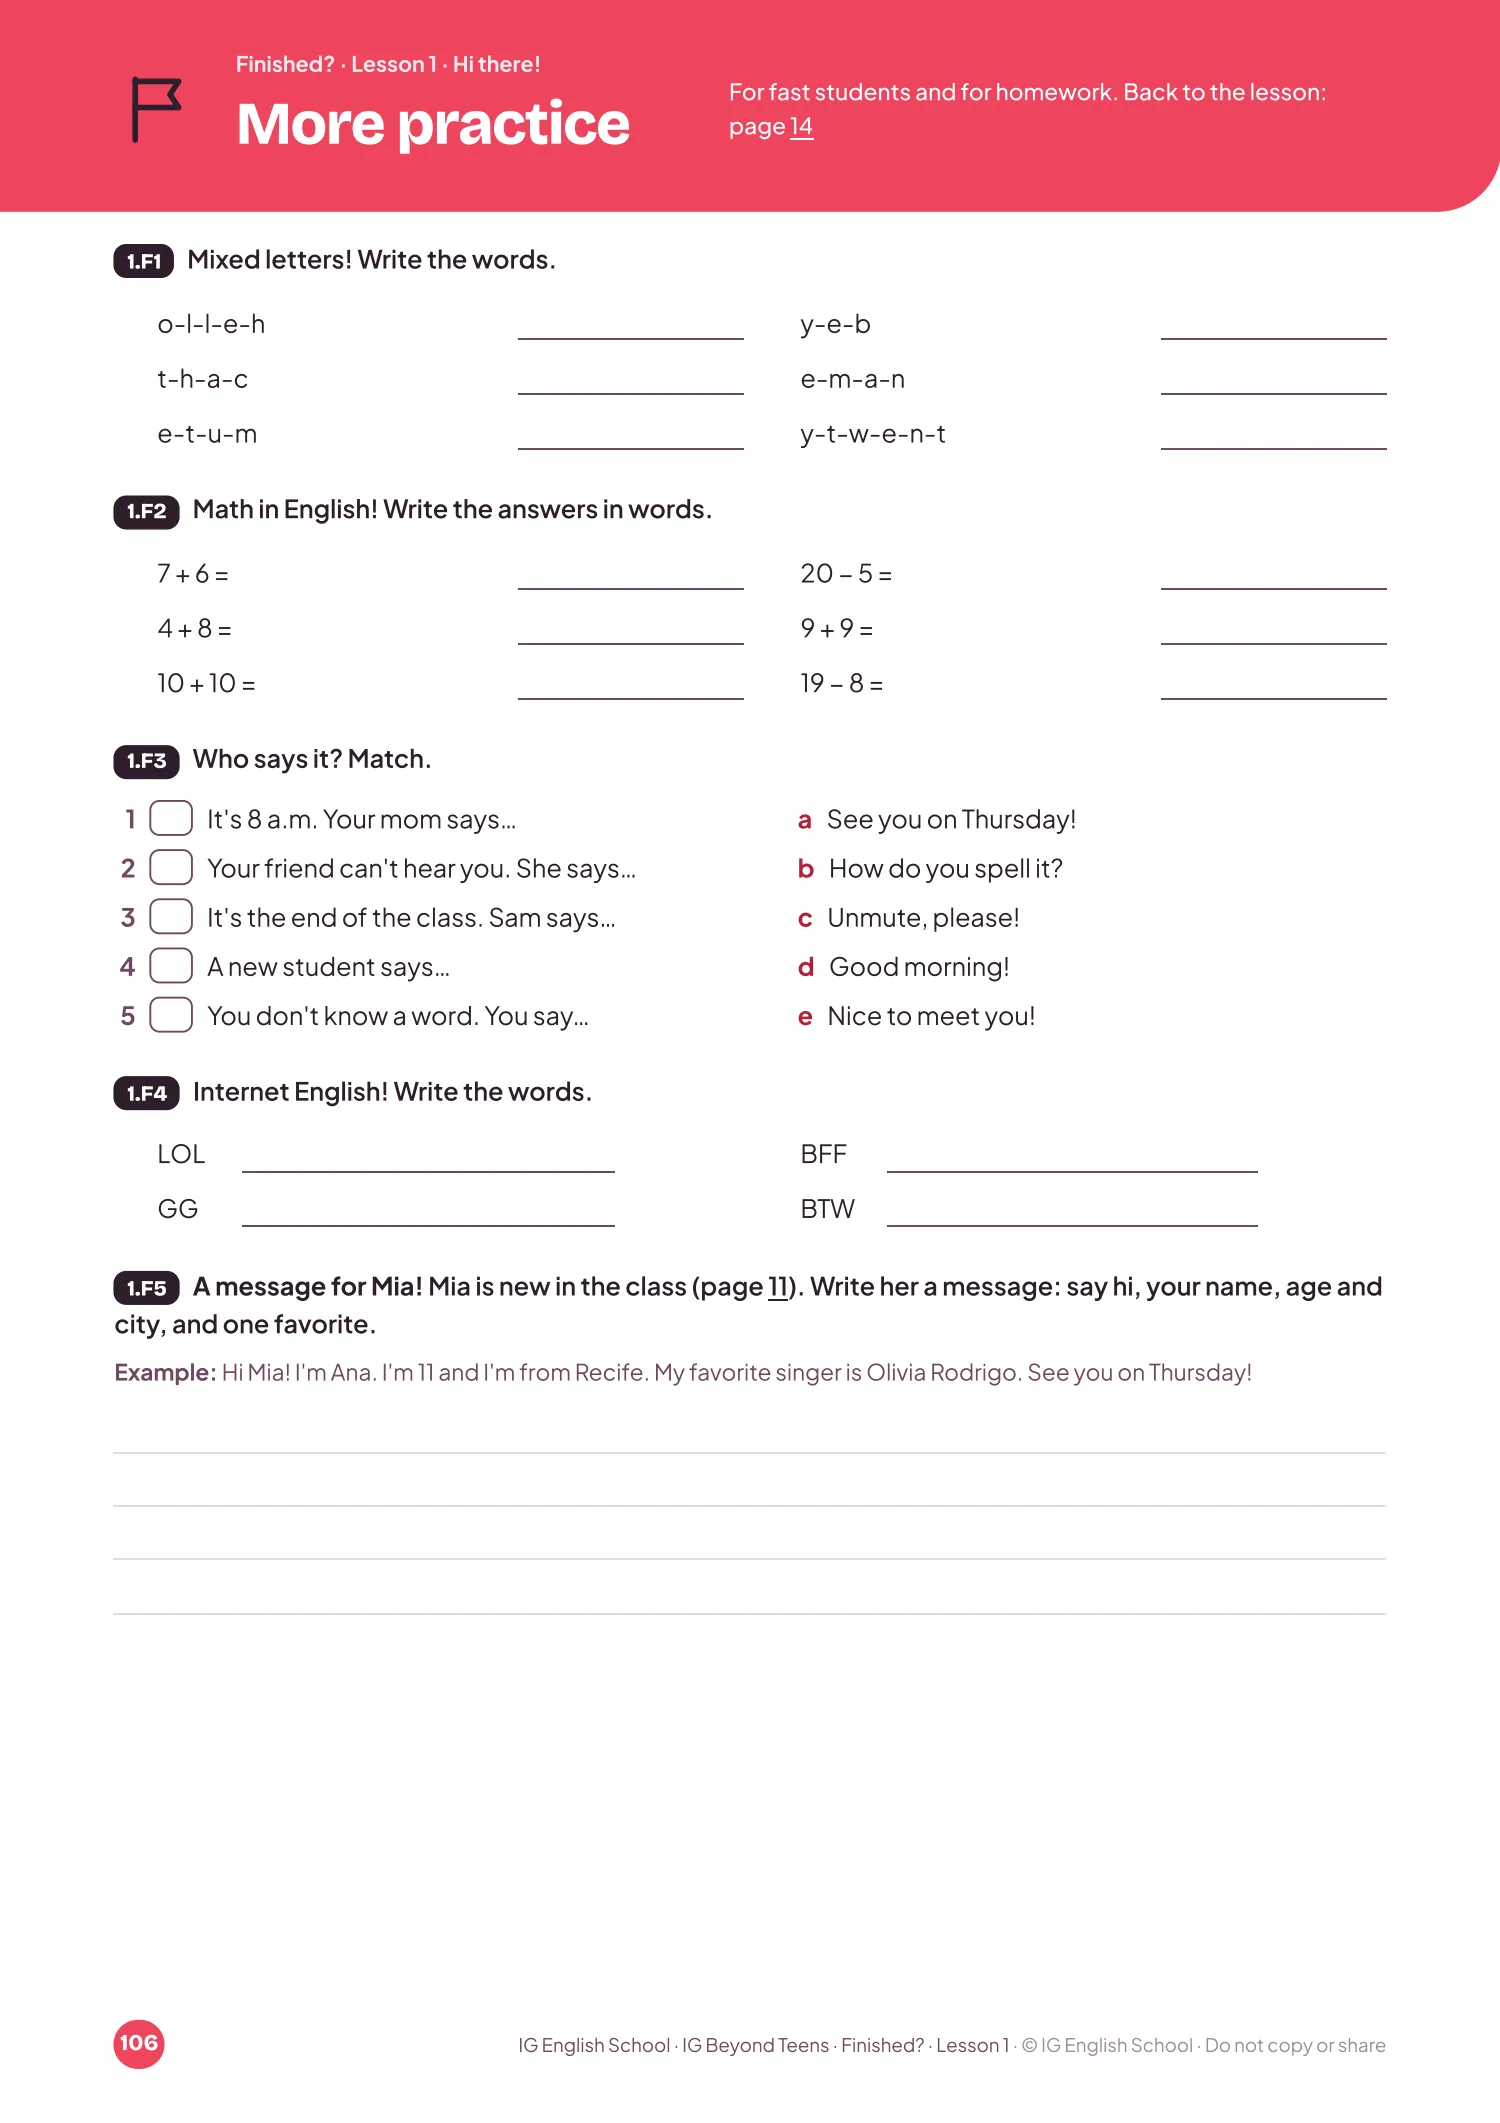 Finished? · Lesson 1 · Hi there!
More practice
For fast students and for homework. Back to the lesson:
page 14
1.F1 Mixed letters! Write the words.
o-l-l-e-h
y-e-b
t-h-a-c
e-m-a-n
e-t-u-m
y-t-w-e-n-t
1.F2 Math in English! Write the answers in words.
7 + 6 =
20 – 5 =
4 + 8 =
9 + 9 =
10 + 10 =
19 – 8 =
1.F3 Who says it? Match.
1 It's 8 a.m. Your mom says…
a See you on Thursday!
2 Your friend can't hear you. She says…
b How do you spell it?
3 It's the end of the class. Sam says…
c Unmute, please!
4 A new student says…
d Good morning!
5 You don't know a word. You say…
e Nice to meet you!
1.F4 Internet English! Write the words.
LOL
BFF
GG
BTW
1.F5 A message for Mia! Mia is new in the class (page 11). Write her a message: say hi, your name, age and
city, and one favorite.
Example: Hi Mia! I'm Ana. I'm 11 and I'm from Recife. My favorite singer is Olivia Rodrigo. See you on Thursday!
106
IG English School · IG Beyond Teens · Finished? · Lesson 1 · © IG English School · Do not copy or share